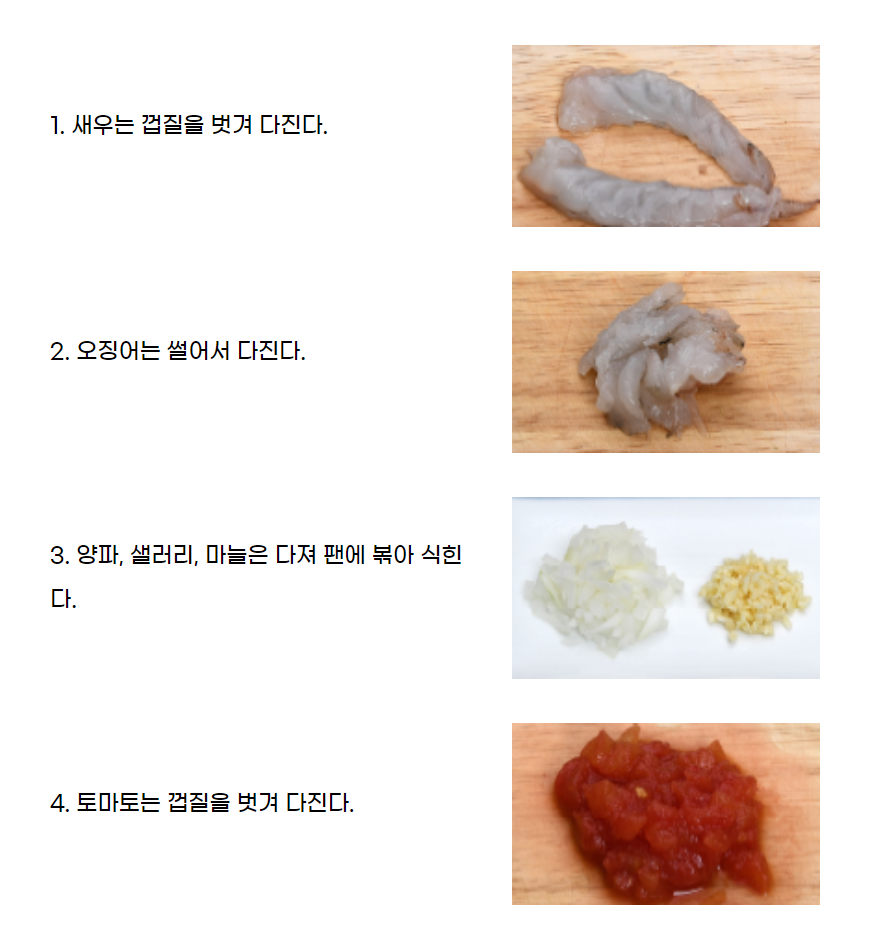 1. 새우는 껍질을 벗겨 다진다.
2. 오징어는 썰어서 다진다.
3. 양파, 샐러리, 마늘은 다져 팬에 볶아 식힌
다.
4. 토마토는 껍질을 벗겨 다진다.